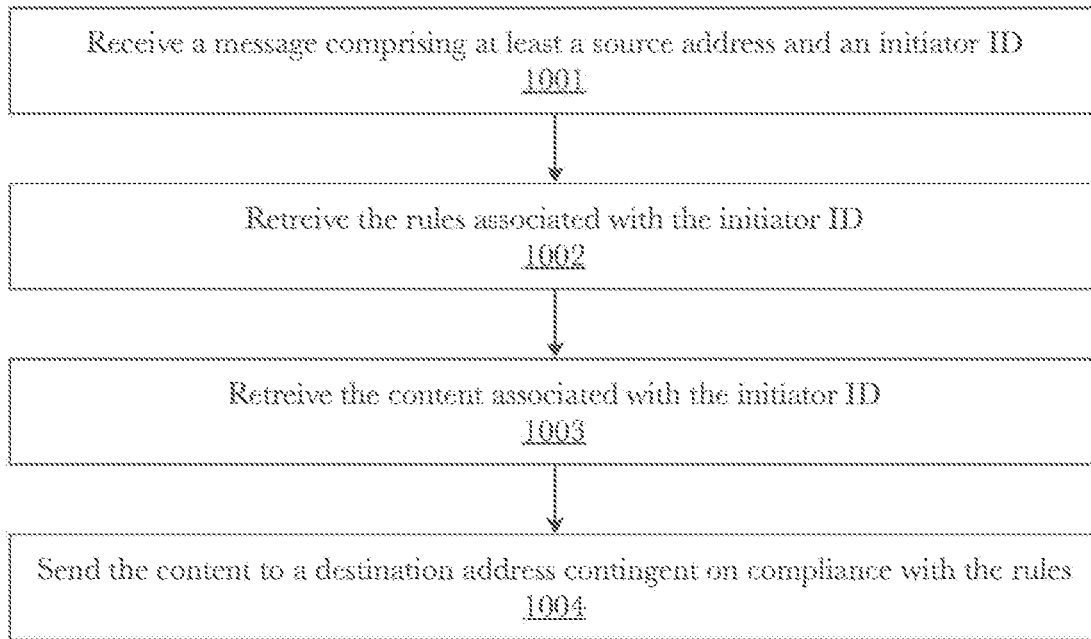 Receive a message comprising at least a source address and an initiator ID
1001
Retreive the rules associated with the initiator ID
1002
Retreive the content associated with the initiator ID
1003
Send the content to a destination address contingent on compliance with the rules
1004